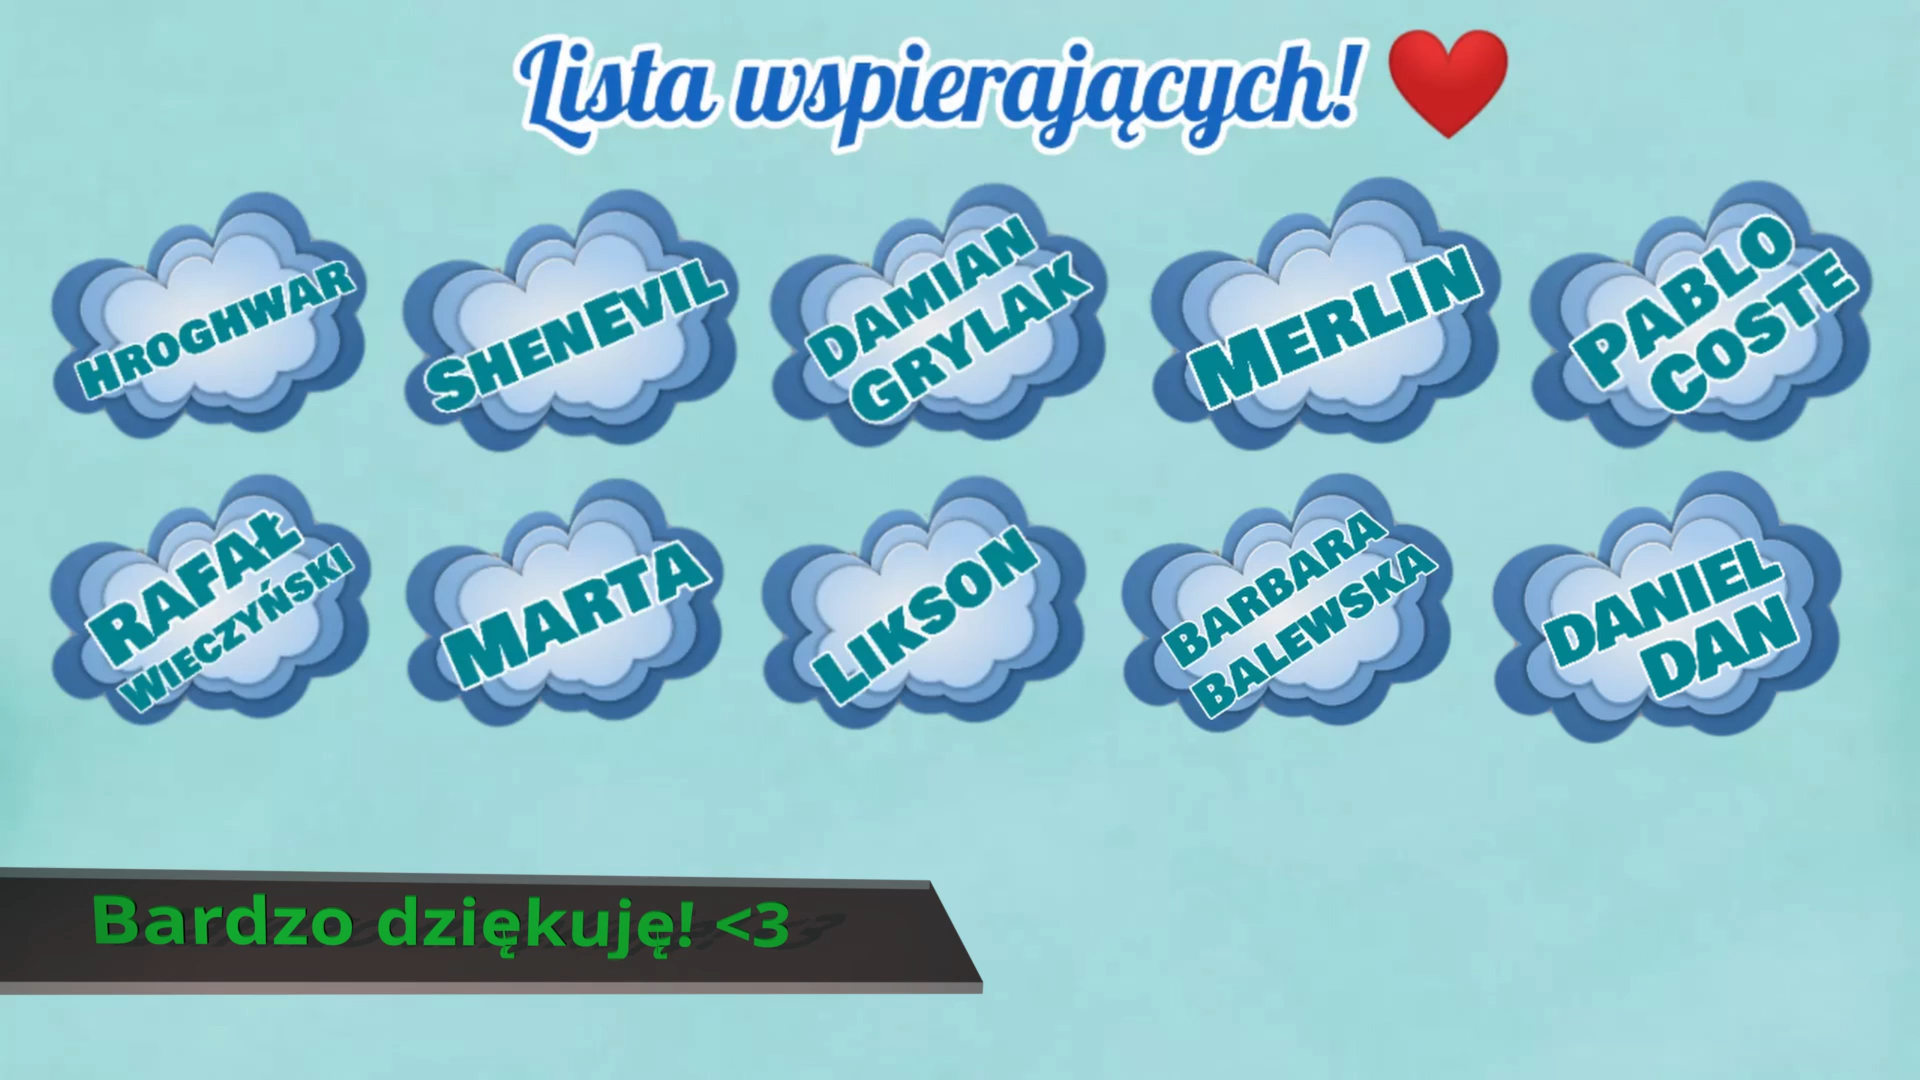 Lista wspierających! ❤️
HROGHWAR
SHENEVIL
DAMIAN
GRYLAK
MERLIN
PABLO
COSTE
RAFAŁ
WIECZYŃSKI
MARTA
LIKSON
BARBARA
BALEWSKA
DANIEL
DAN
Bardzo dziękuję! <3